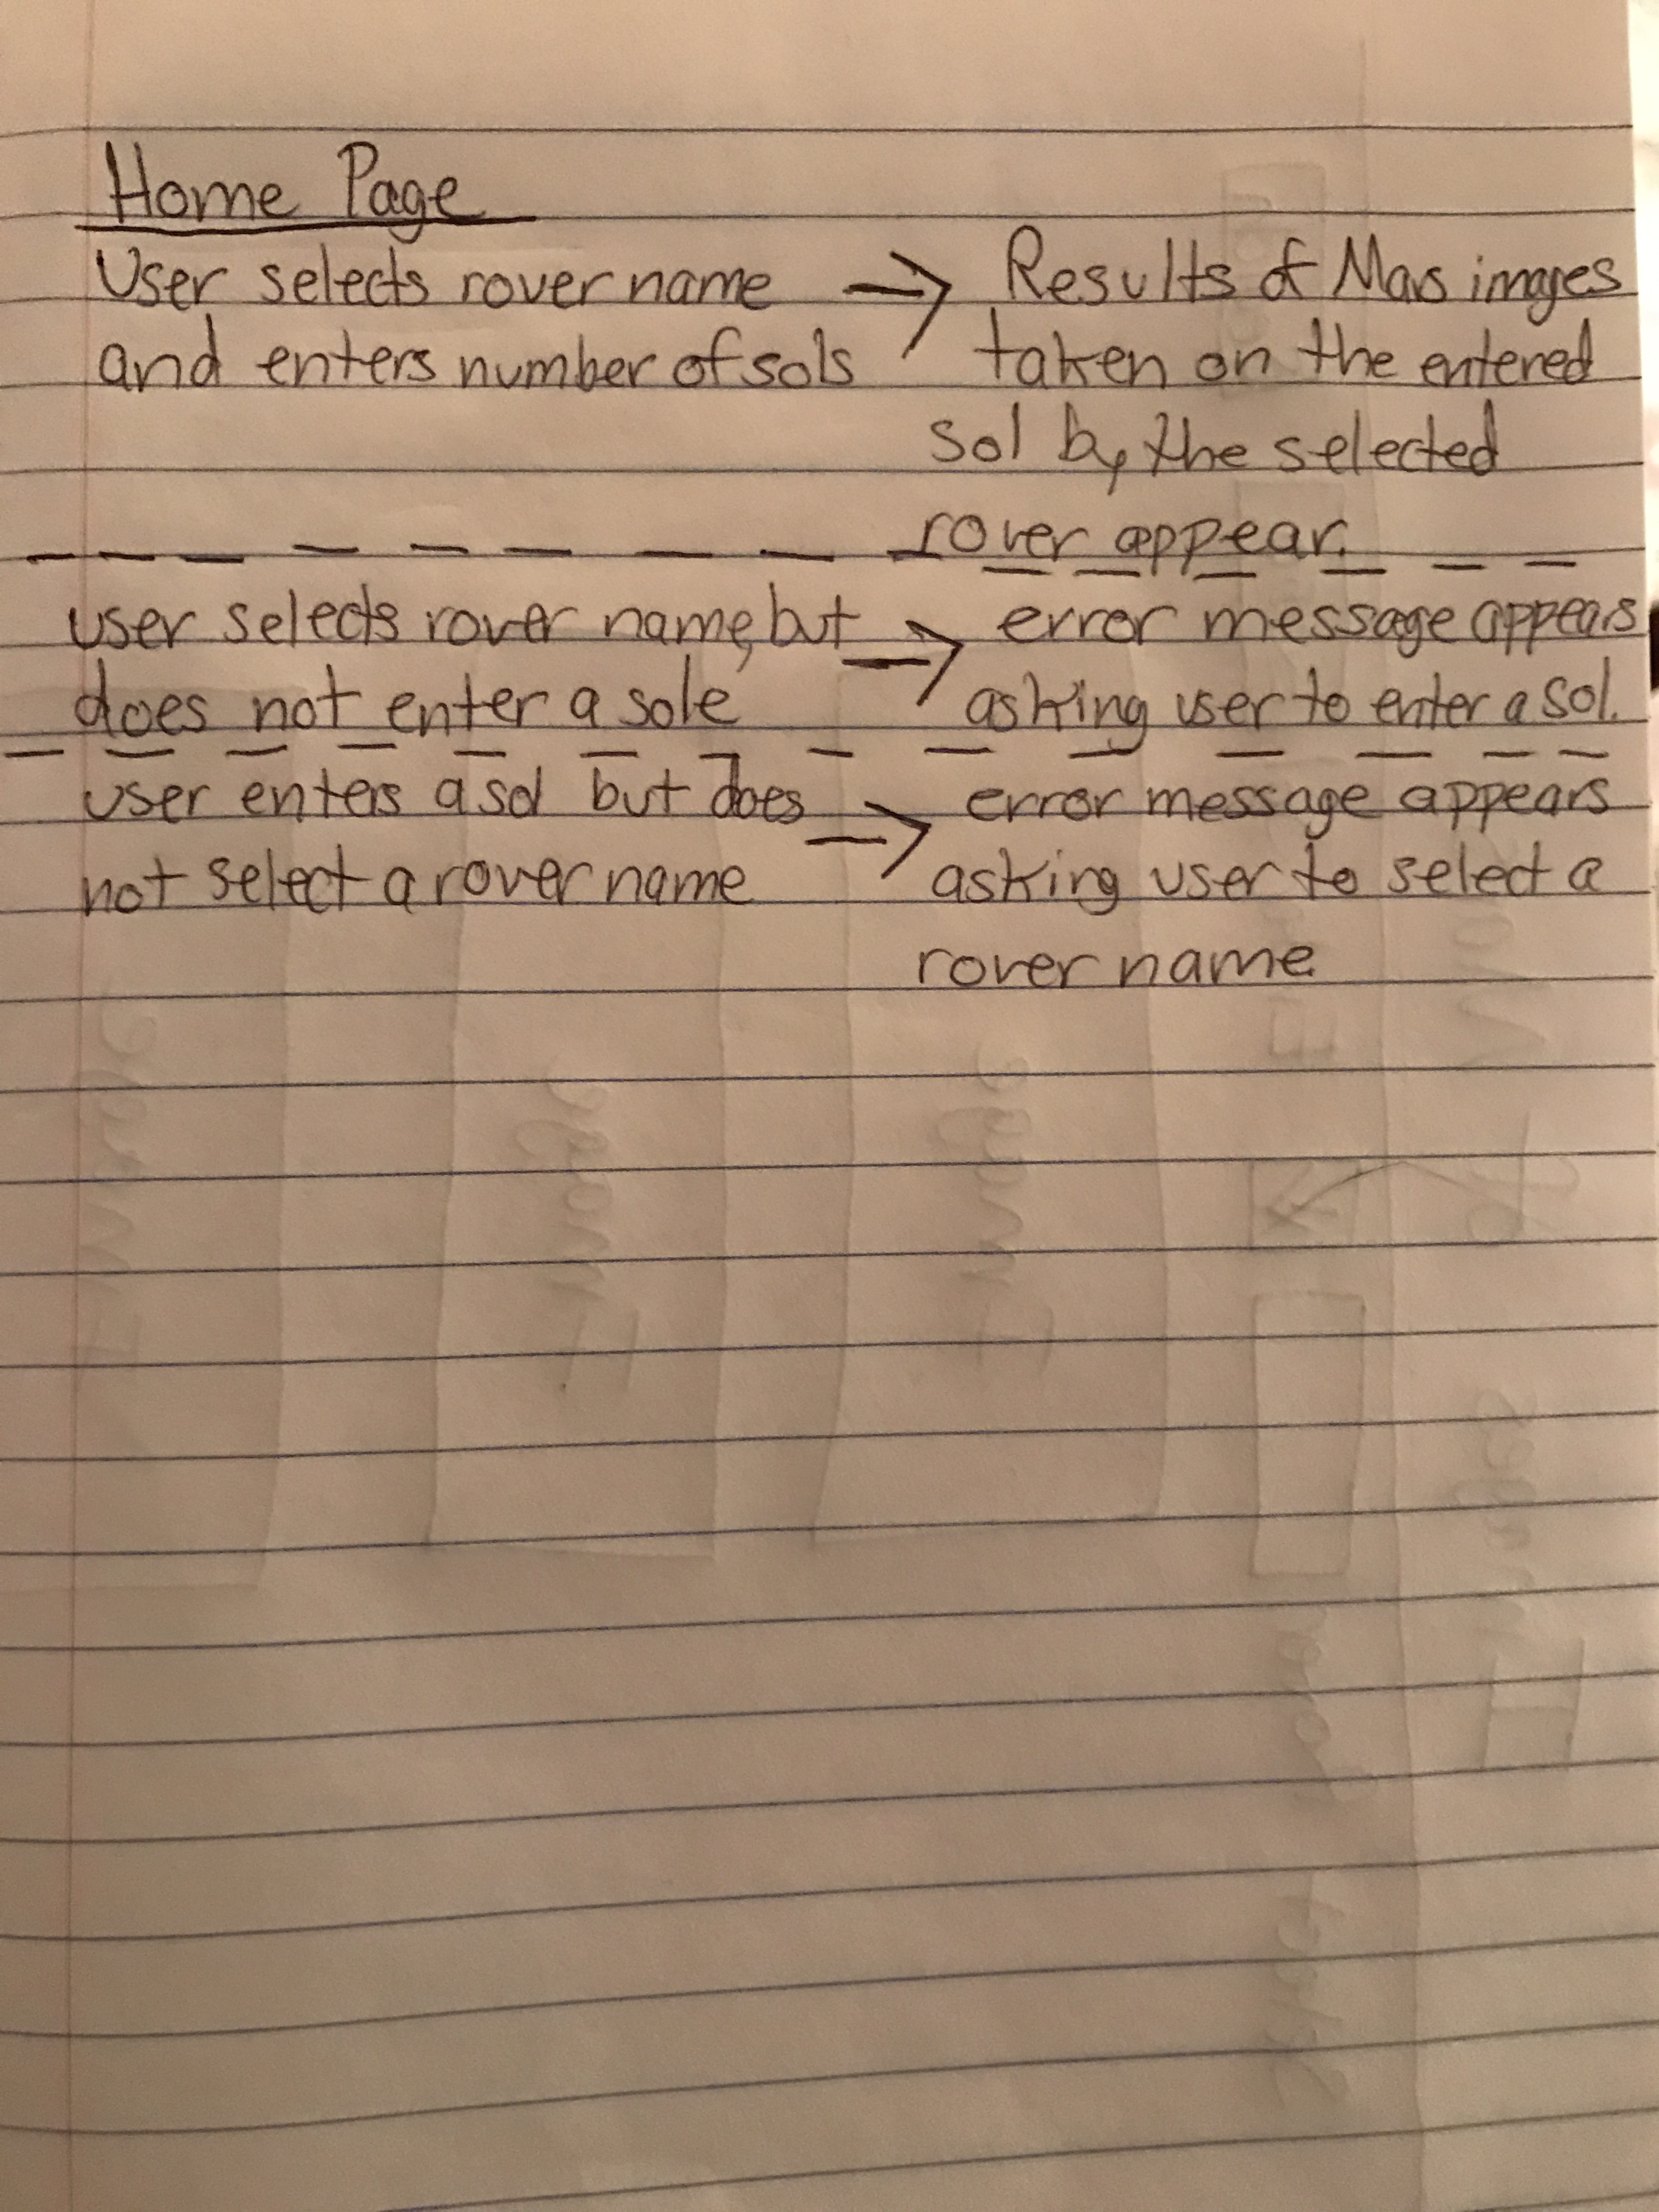 Home Page
User selects rover name → Results of Mars images
and enters number of sols taken on the entered
sol by the selected
rover appear.
user selects rover name, but → error message appears
does not enter a sole asking user to enter a sol.
user enters a sol but does → error message appears
not select a rover name asking user to select a
rover name
Image
Image
Image